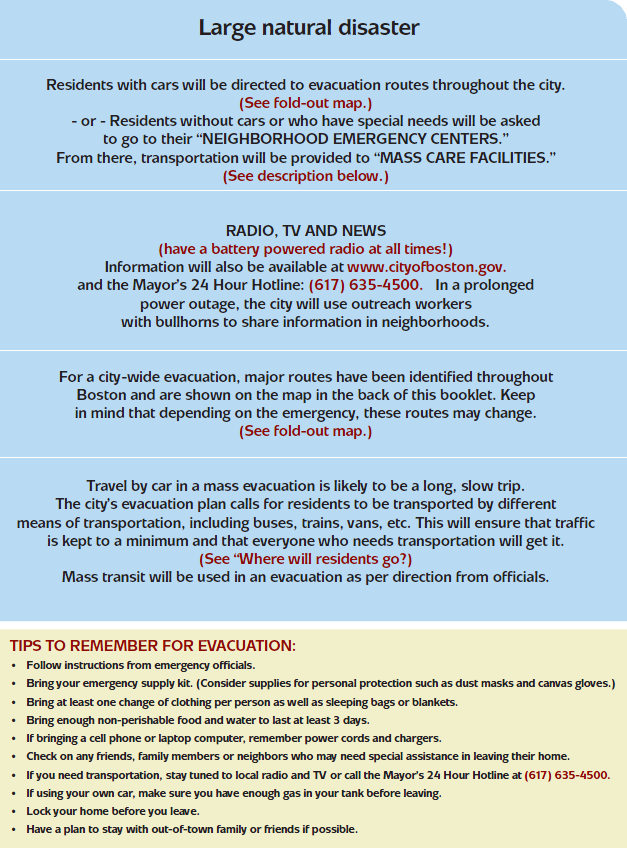 Large natural disaster
Residents with cars will be directed to evacuation routes throughout the city.
(See fold-out map.)
- or - Residents without cars or who have special needs will be asked
to go to their “NEIGHBORHOOD EMERGENCY CENTERS.”
From there, transportation will be provided to “MASS CARE FACILITIES.”
(See description below.)
RADIO, TV AND NEWS
(have a battery powered radio at all times!)
Information will also be available at www.cityofboston.gov.
and the Mayor’s 24 Hour Hotline: (617) 635-4500. In a prolonged
power outage, the city will use outreach workers
with bullhorns to share information in neighborhoods.
For a city-wide evacuation, major routes have been identified throughout
Boston and are shown on the map in the back of this booklet. Keep
in mind that depending on the emergency, these routes may change.
(See fold-out map.)
Travel by car in a mass evacuation is likely to be a long, slow trip.
The city’s evacuation plan calls for residents to be transported by different
means of transportation, including buses, trains, vans, etc. This will ensure that traffic
is kept to a minimum and that everyone who needs transportation will get it.
(See “Where will residents go?)
Mass transit will be used in an evacuation as per direction from officials.
TIPS TO REMEMBER FOR EVACUATION:
• Follow instructions from emergency officials.
• Bring your emergency supply kit. (Consider supplies for personal protection such as dust masks and canvas gloves.)
• Bring at least one change of clothing per person as well as sleeping bags or blankets.
• Bring enough non-perishable food and water to last at least 3 days.
• If bringing a cell phone or laptop computer, remember power cords and chargers.
• Check on any friends, family members or neighbors who may need special assistance in leaving their home.
• If you need transportation, stay tuned to local radio and TV or call the Mayor’s 24 Hour Hotline at (617) 635-4500.
• If using your own car, make sure you have enough gas in your tank before leaving.
• Lock your home before you leave.
• Have a plan to stay with out-of-town family or friends if possible.